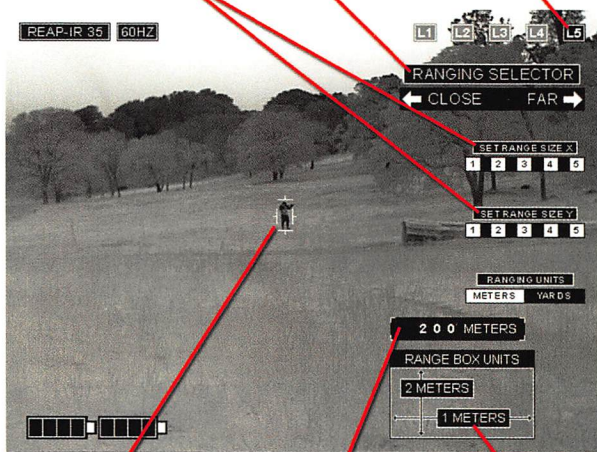 REAP-IR 35 60HZ L1 L2 L3 L4 L5
RANGING SELECTOR
CLOSE FAR
SET RANGE SIZE X
1 2 3 4 5
SET RANGE SIZE Y
1 2 3 4 5
RANGING UNITS
METERS YARDS
200 METERS
RANGE BOX UNITS
2 METERS
1 METERS